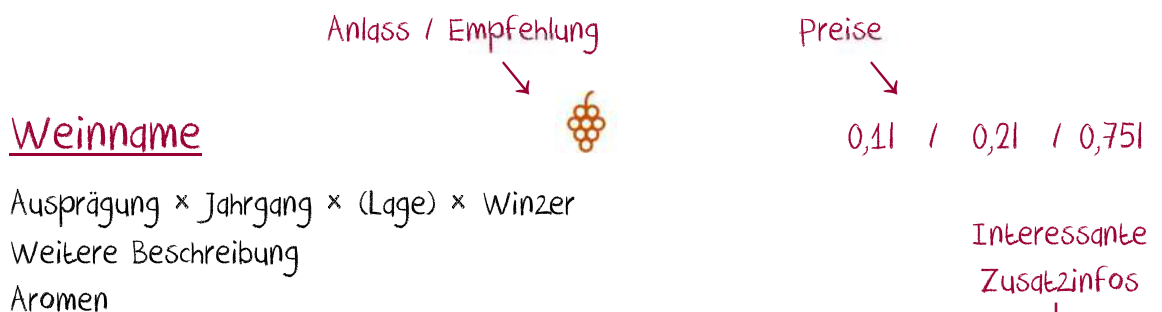 Anlass / Empfehlung
Preise
Weinname
0,1l / 0,2l / 0,75l
Ausprägung × Jahrgang × (Lage) × Winzer
Weitere Beschreibung
Aromen
Interessante
Zusatzinfos